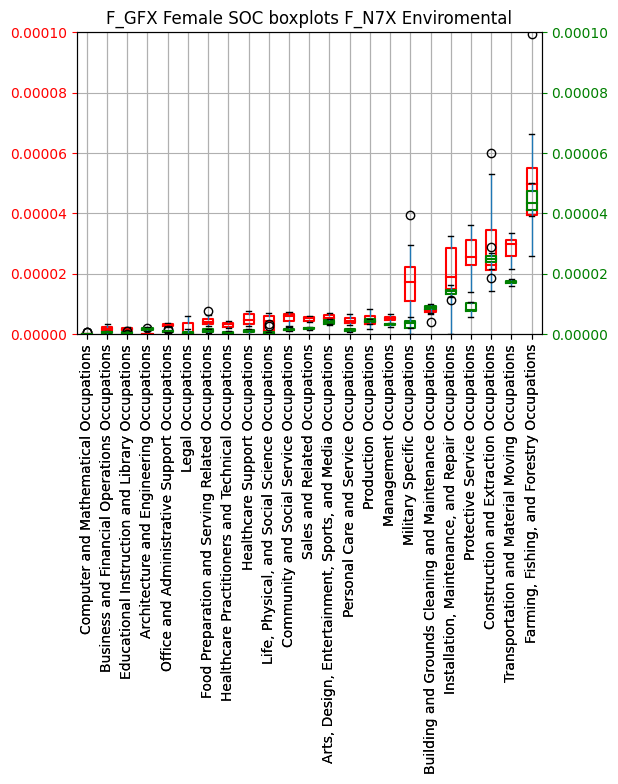 F_GFX Female SOC boxplots F_N7X Enviromental
0.00010
0.00008
0.00006
0.00004
0.00002
0.00000
0.00010
0.00008
0.00006
0.00004
0.00002
0.00000
Computer and Mathematical Occupations
Business and Financial Operations Occupations
Educational Instruction and Library Occupations
Architecture and Engineering Occupations
Office and Administrative Support Occupations
Legal Occupations
Food Preparation and Serving Related Occupations
Healthcare Practitioners and Technical Occupations
Healthcare Support Occupations
Life, Physical, and Social Science Occupations
Community and Social Service Occupations
Sales and Related Occupations
Arts, Design, Entertainment, Sports, and Media Occupations
Personal Care and Service Occupations
Production Occupations
Management Occupations
Military Specific Occupations
Building and Grounds Cleaning and Maintenance Occupations
Installation, Maintenance, and Repair Occupations
Protective Service Occupations
Construction and Extraction Occupations
Transportation and Material Moving Occupations
Farming, Fishing, and Forestry Occupations